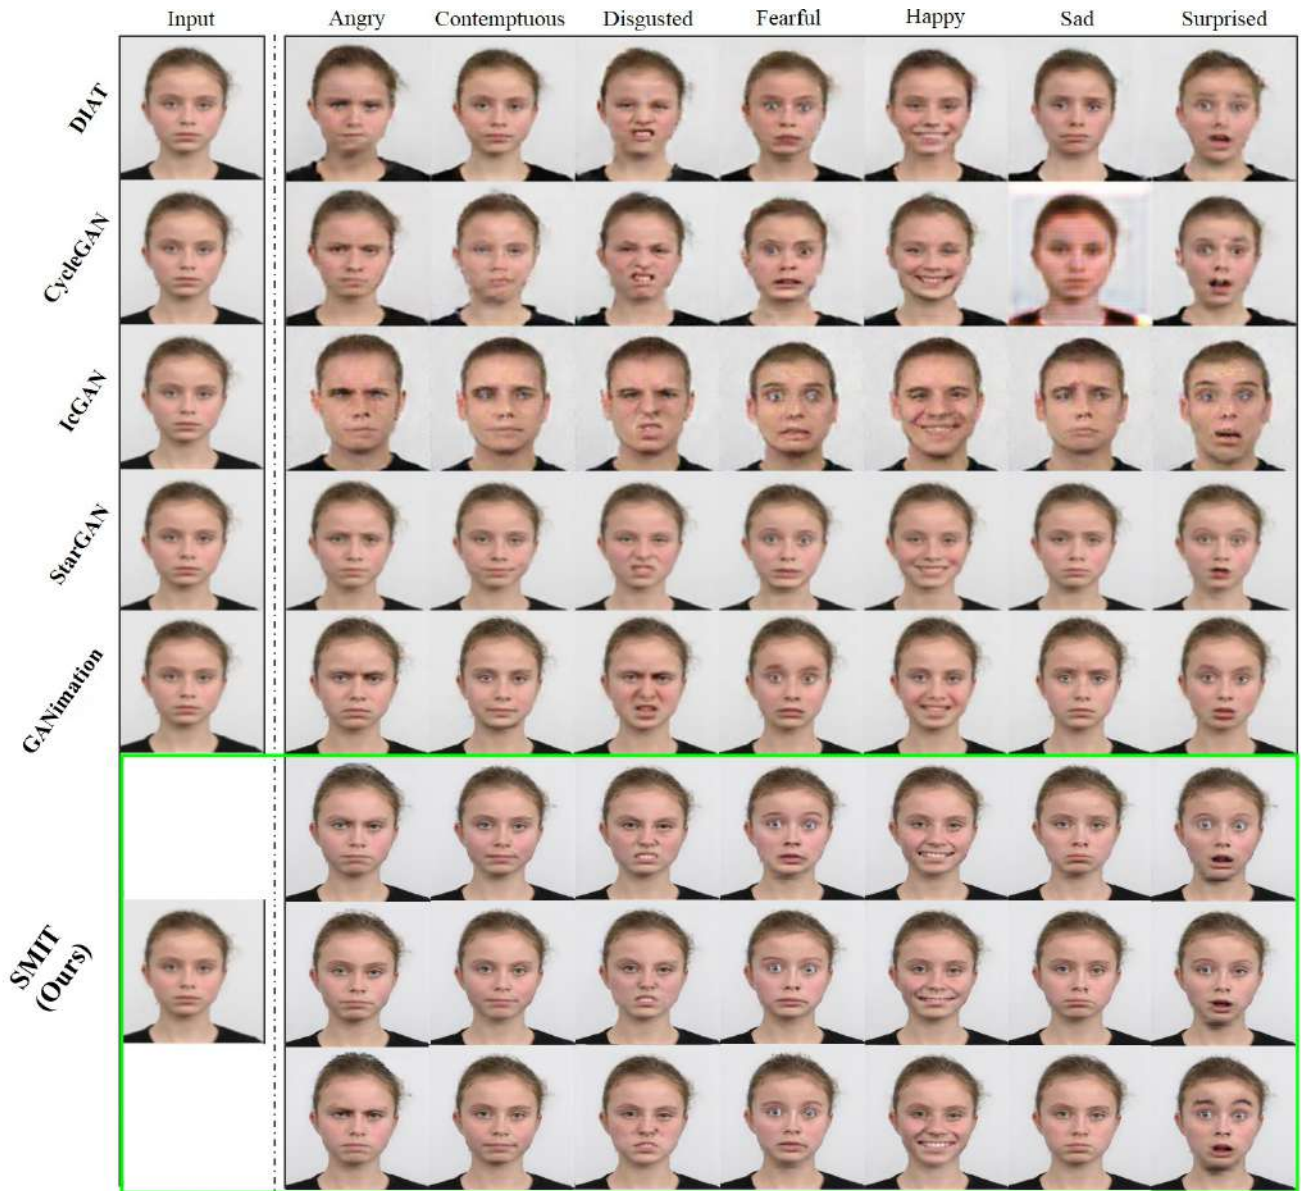 Input Angry Contemptuous Disgusted Fearful Happy Sad Surprised
DIAT
CycleGAN
IcGAN
StarGAN
GANimation
SMIT
(Ours)